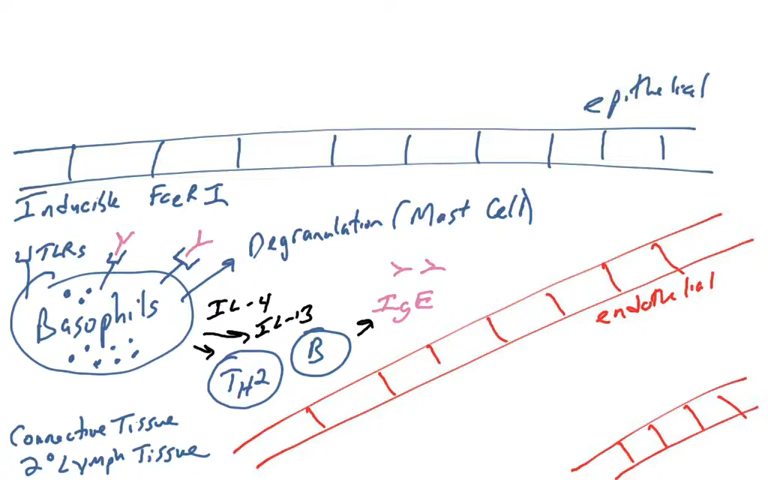 epithelial
Inducible FcεR I
TLRs
Degranulation (Mast Cell)
Basophils
IL-4
IL-13
IgE
B
TH2
endothelial
Connective Tissue
2° Lymph Tissue